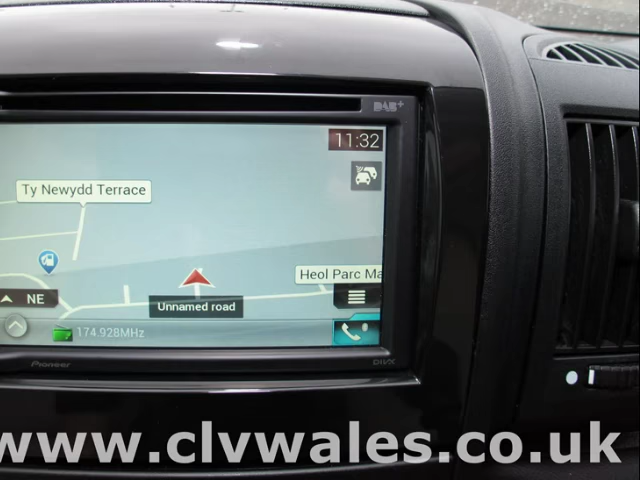 DAB+
11:32
Ty Newydd Terrace
Heol Parc Ma
NE
Unnamed road
174.928MHz
Pioneer
DIVX
www.clvwales.co.uk